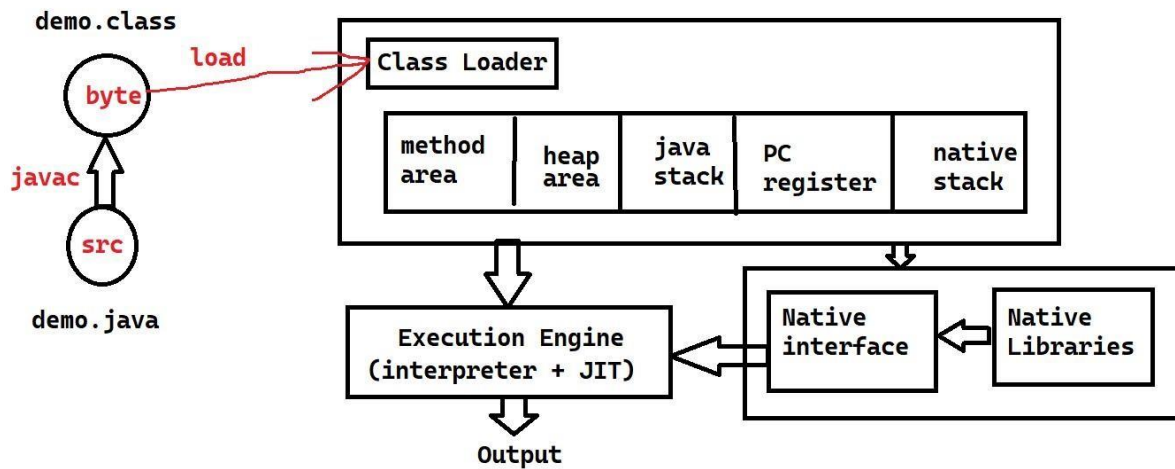 demo.class
load
Class Loader
byte
method
area
heap
area
java
stack
PC
register
native
stack
javac
src
demo.java
Execution Engine
(interpreter + JIT)
Native
interface
Native
Libraries
Output